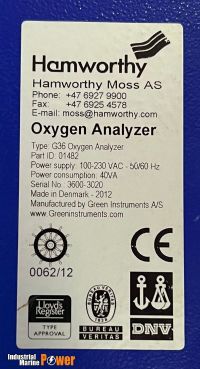 Hamworthy
Hamworthy Moss AS
Phone: +47 6927 9900
Fax: +47 6925 4578
E-mail: moss@hamworthy.com
Oxygen Analyzer
Type: G36 Oxygen Analyzer
Part ID: 01482
Power supply: 100-230 VAC - 50/60 Hz
Power consumption: 40VA
Serial No.: 3600-3020
Manufactured by Green Instruments A/S
Made in Denmark - 2012
www.Greeninstruments.com
0062/12
CE
Lloyd's
Register
TYPE
APPROVAL
1828
BUREAU
VERITAS
DNV
Industrial
Marine Power